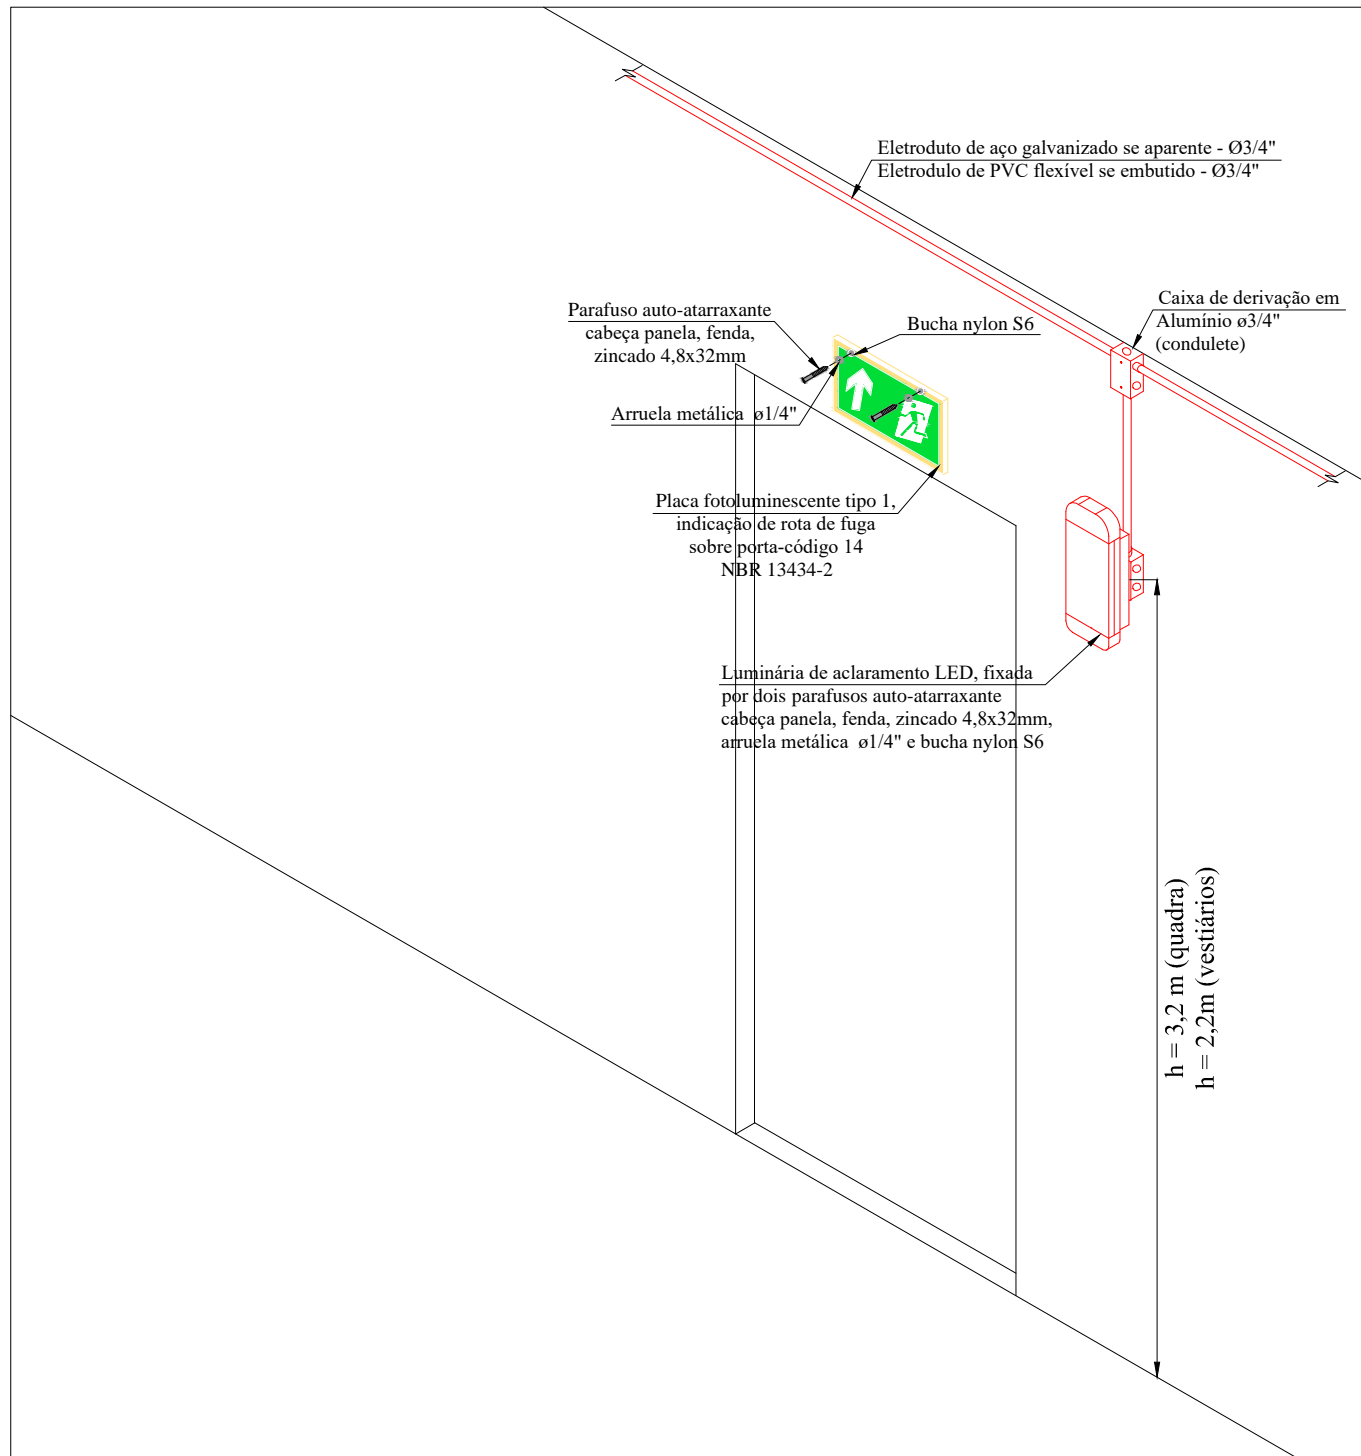 Eletroduto de aço galvanizado se aparente - Ø3/4"
Eletrodulo de PVC flexível se embutido - Ø3/4"
Caixa de derivação em
Alumínio ø3/4"
(condulete)
Parafuso auto-atarraxante
cabeça panela, fenda,
zincado 4,8x32mm
Bucha nylon S6
Arruela metálica ø1/4"
Placa fotoluminescente tipo 1,
indicação de rota de fuga
sobre porta-código 14
NBR 13434-2
Luminária de aclaramento LED, fixada
por dois parafusos auto-atarraxante
cabeça panela, fenda, zincado 4,8x32mm,
arruela metálica ø1/4" e bucha nylon S6
h = 3,2 m (quadra)
h = 2,2m (vestiários)